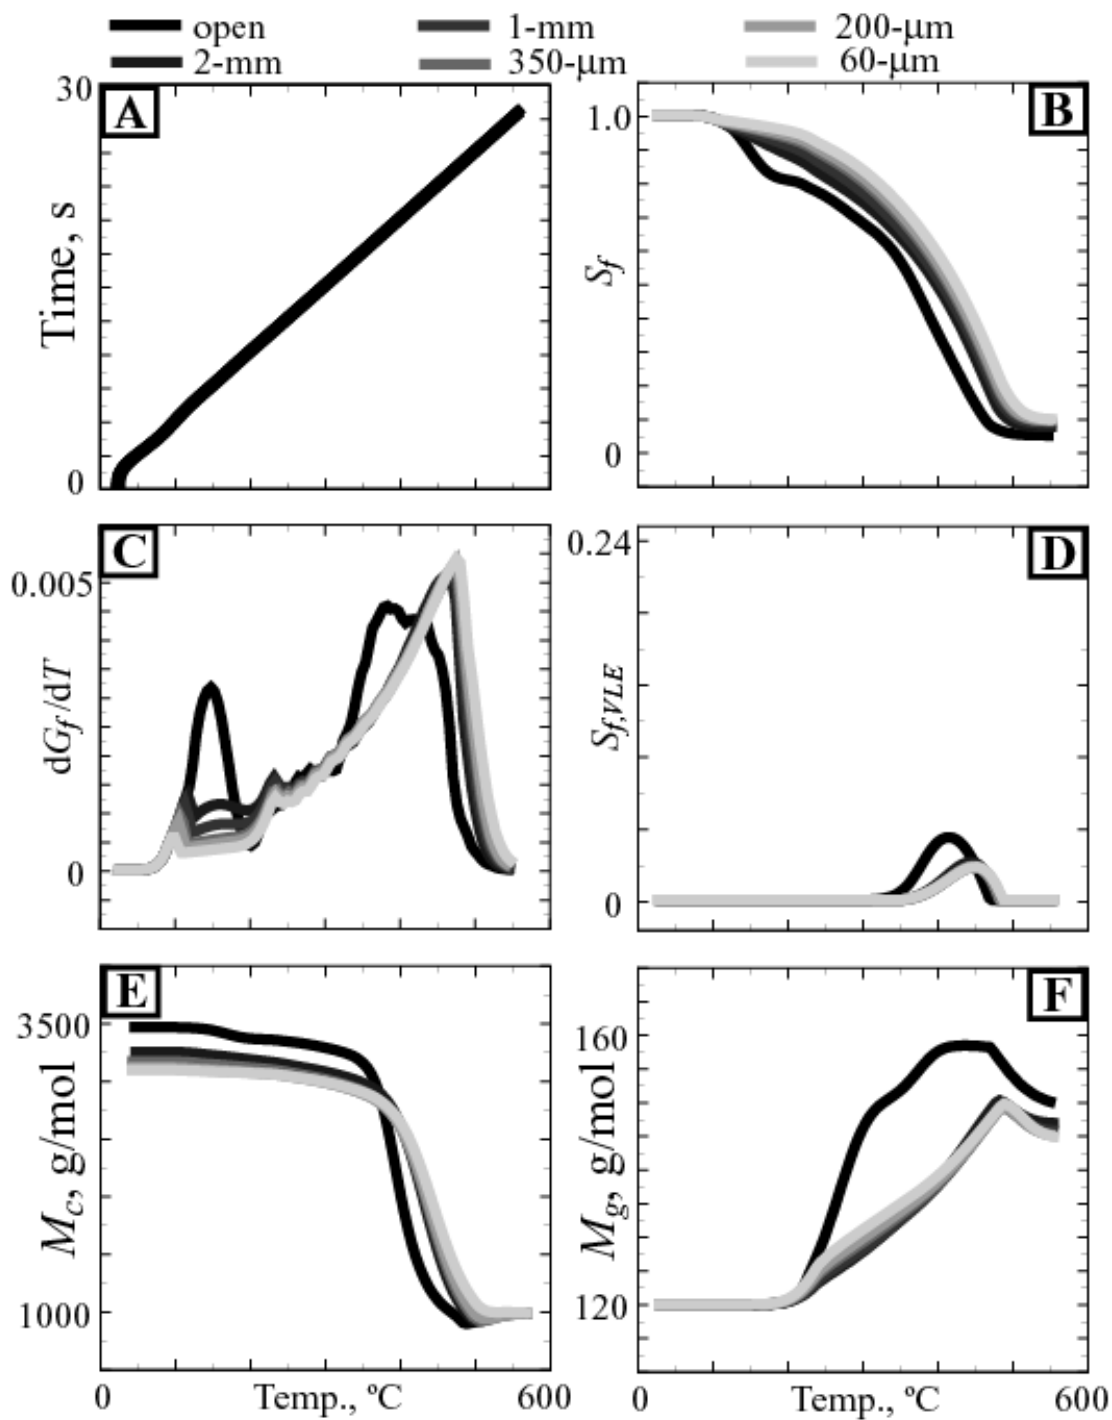 open 1-mm 200-μm
2-mm 350-μm 60-μm
30 A B
1.0
Time, s
S_f
0 0
C D
0.24
0.005
dG_f/dT
S_{f,VLE}
0 0
E F
3500 160
M_c, g/mol
M_g, g/mol
1000 120
0 Temp., ºC 600 0 Temp., ºC 600